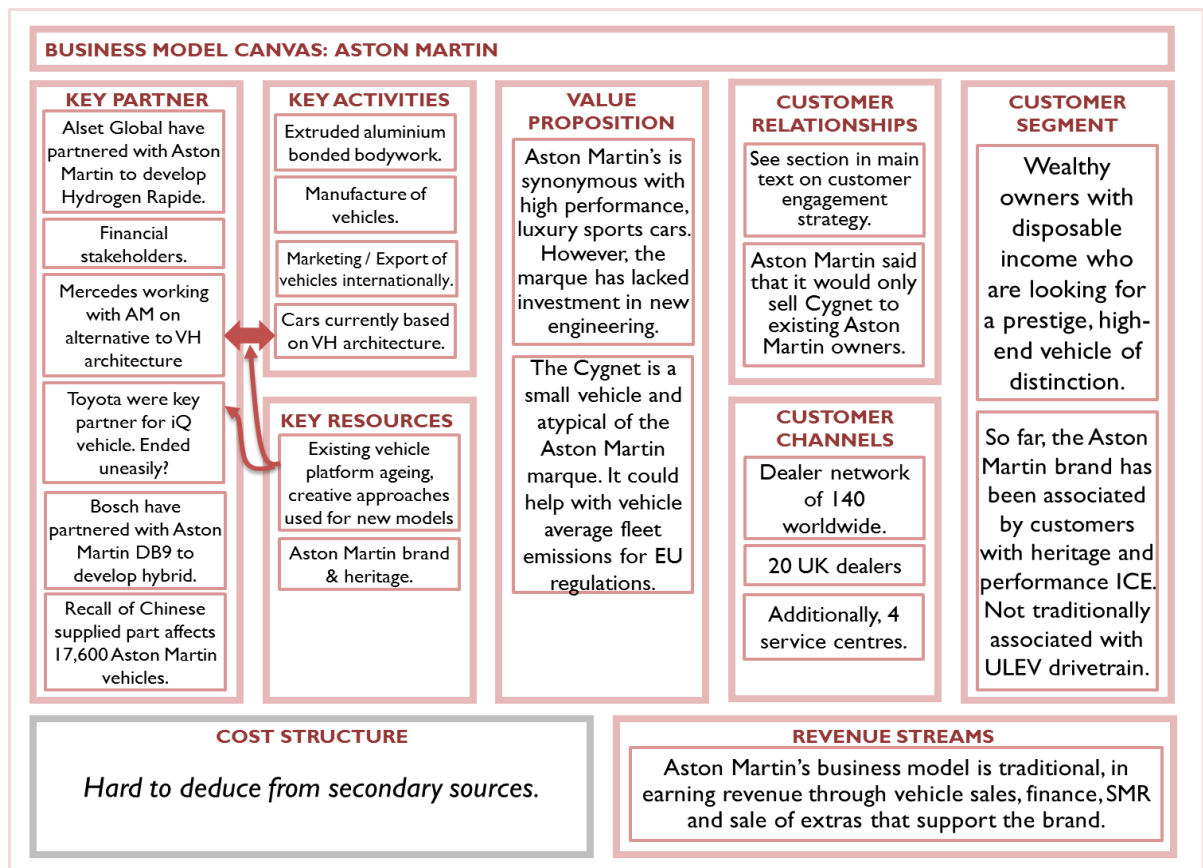 BUSINESS MODEL CANVAS: ASTON MARTIN
KEY PARTNER
Alset Global have
partnered with Aston
Martin to develop
Hydrogen Rapide.
Financial
stakeholders.
Mercedes working
with AM on
alternative to VH
architecture
Toyota were key
partner for iQ
vehicle. Ended
uneasily?
Bosch have
partnered with Aston
Martin DB9 to
develop hybrid.
Recall of Chinese
supplied part affects
17,600 Aston Martin
vehicles.
KEY ACTIVITIES
Extruded aluminium
bonded bodywork.
Manufacture of
vehicles.
Marketing / Export of
vehicles internationally.
Cars currently based
on VH architecture.
KEY RESOURCES
Existing vehicle
platform ageing,
creative approaches
used for new models
Aston Martin brand
& heritage.
VALUE
PROPOSITION
Aston Martin's is
synonymous with
high performance,
luxury sports cars.
However, the
marque has lacked
investment in new
engineering.
The Cygnet is a
small vehicle and
atypical of the
Aston Martin
marque. It could
help with vehicle
average fleet
emissions for EU
regulations.
CUSTOMER
RELATIONSHIPS
See section in main
text on customer
engagement
strategy.
Aston Martin said
that it would only
sell Cygnet to
existing Aston
Martin owners.
CUSTOMER
CHANNELS
Dealer network
of 140
worldwide.
20 UK dealers
Additionally, 4
service centres.
CUSTOMER
SEGMENT
Wealthy
owners with
disposable
income who
are looking for
a prestige, high-
end vehicle of
distinction.
So far, the Aston
Martin brand has
been associated
by customers
with heritage and
performance ICE.
Not traditionally
associated with
ULEV drivetrain.
COST STRUCTURE
Hard to deduce from secondary sources.
REVENUE STREAMS
Aston Martin's business model is traditional, in
earning revenue through vehicle sales, finance, SMR
and sale of extras that support the brand.